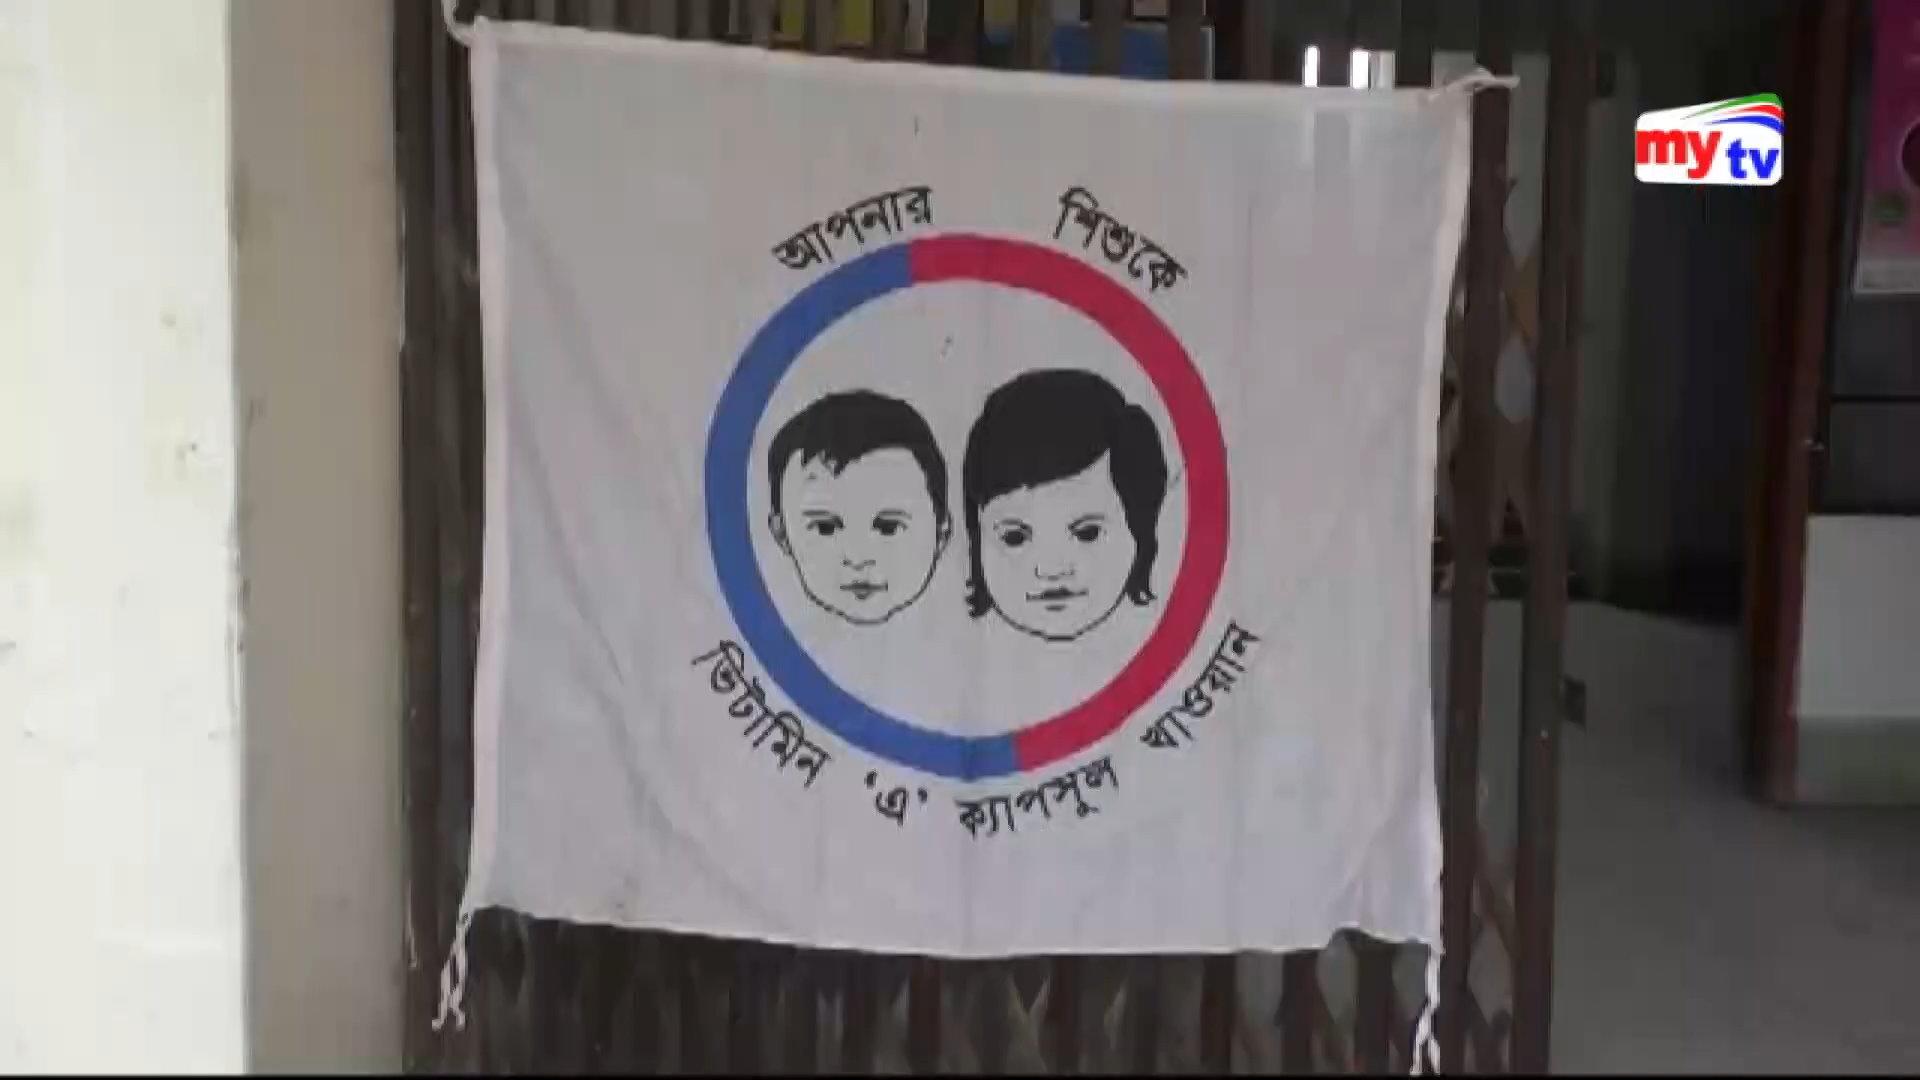 আপনার শিশুকে
ভিটামিন 'এ' ক্যাপসুল খাওয়ান
my tv